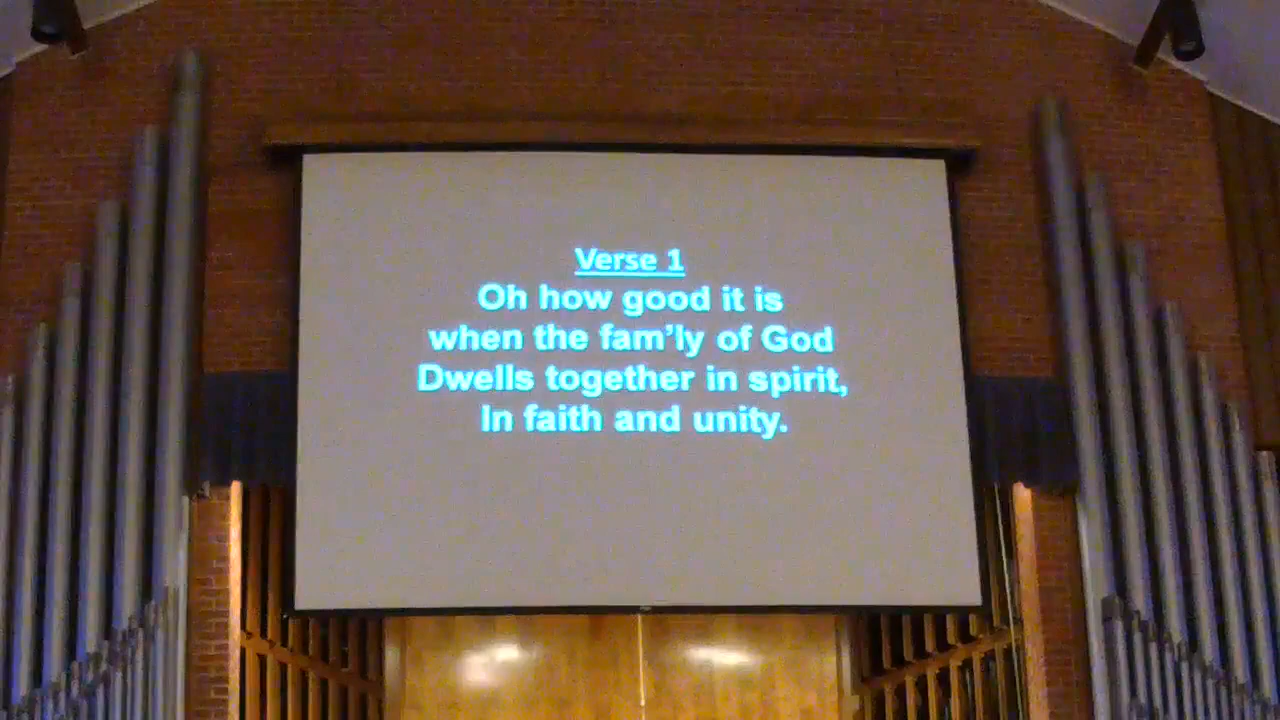 Verse 1
Oh how good it is
when the fam’ly of God
Dwells together in spirit,
In faith and unity.